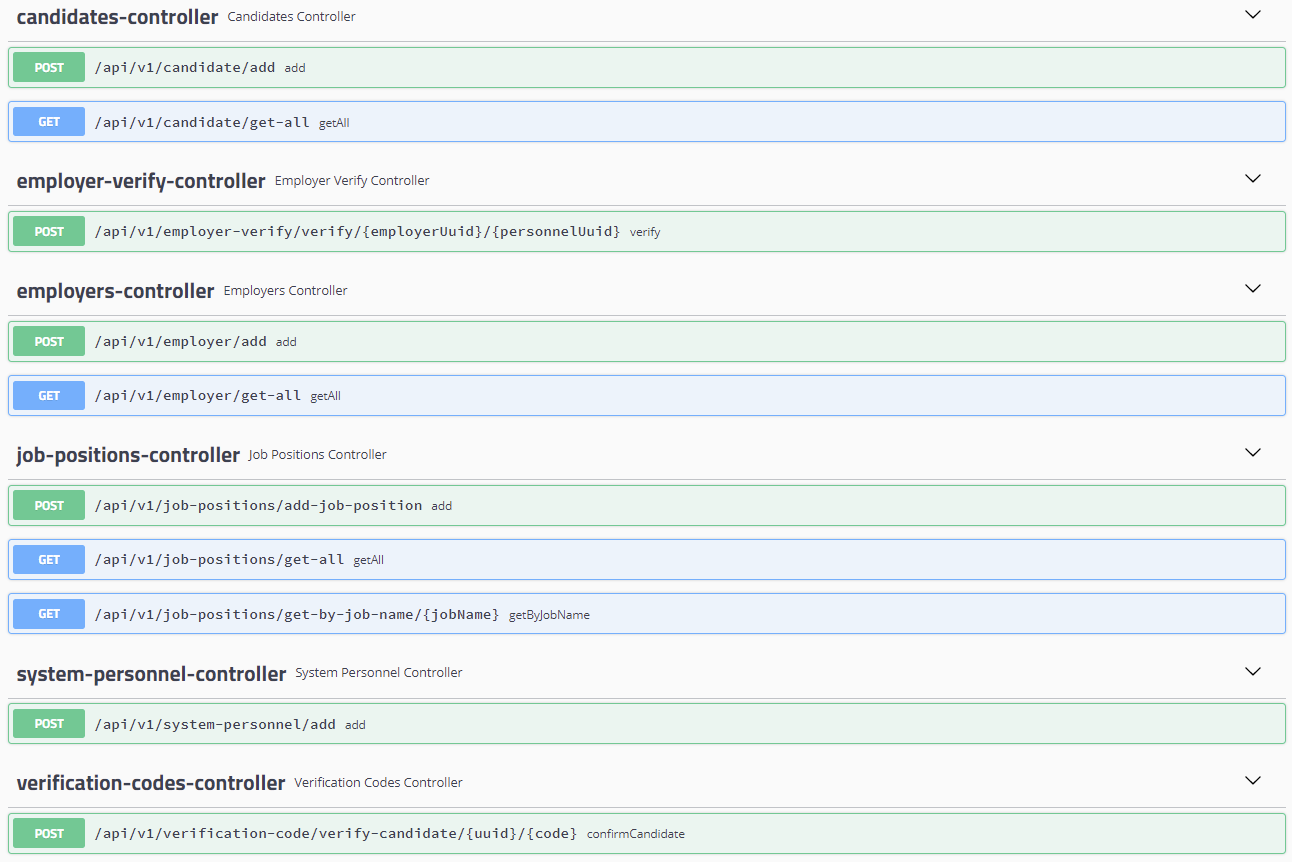 candidates-controller Candidates Controller
POST /api/v1/candidate/add add
GET /api/v1/candidate/get-all getAll
employer-verify-controller Employer Verify Controller
POST /api/v1/employer-verify/verify/{employerUuid}/{personnelUuid} verify
employers-controller Employers Controller
POST /api/v1/employer/add add
GET /api/v1/employer/get-all getAll
job-positions-controller Job Positions Controller
POST /api/v1/job-positions/add-job-position add
GET /api/v1/job-positions/get-all getAll
GET /api/v1/job-positions/get-by-job-name/{jobName} getByJobName
system-personnel-controller System Personnel Controller
POST /api/v1/system-personnel/add add
verification-codes-controller Verification Codes Controller
POST /api/v1/verification-code/verify-candidate/{uuid}/{code} confirmCandidate